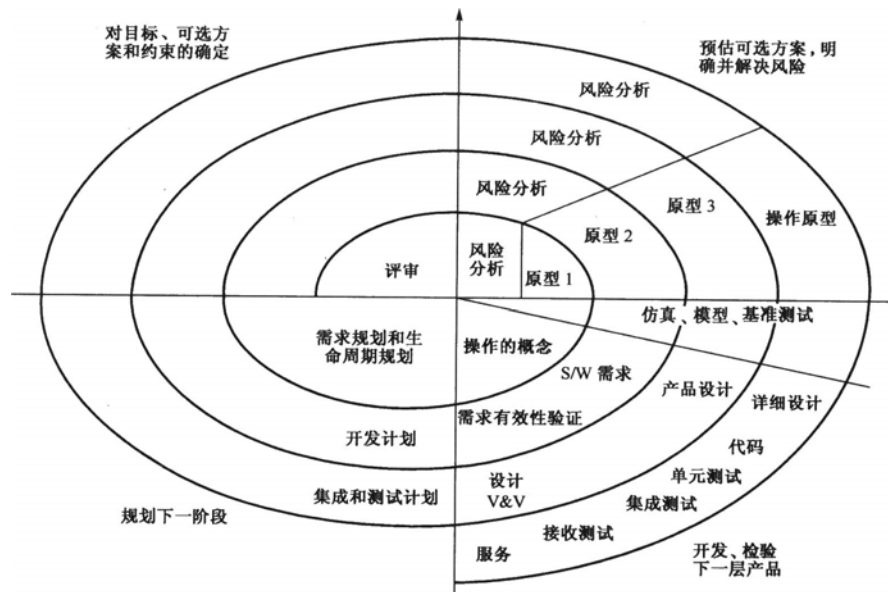 对目标、可选方
案和约束的确定
预估可选方案，明
确并解决风险
风险分析
风险分析
风险分析
风险
分析
原型 1
原型 2
原型 3
操作原型
评审
仿真、模型、基准测试
需求规划和生
命周期规划
操作的概念
S/W 需求
产品设计
详细设计
需求有效性验证
开发计划
代码
单元测试
设计
V&V
集成和测试计划
集成测试
接收测试
服务
规划下一阶段
开发、检验
下一层产品